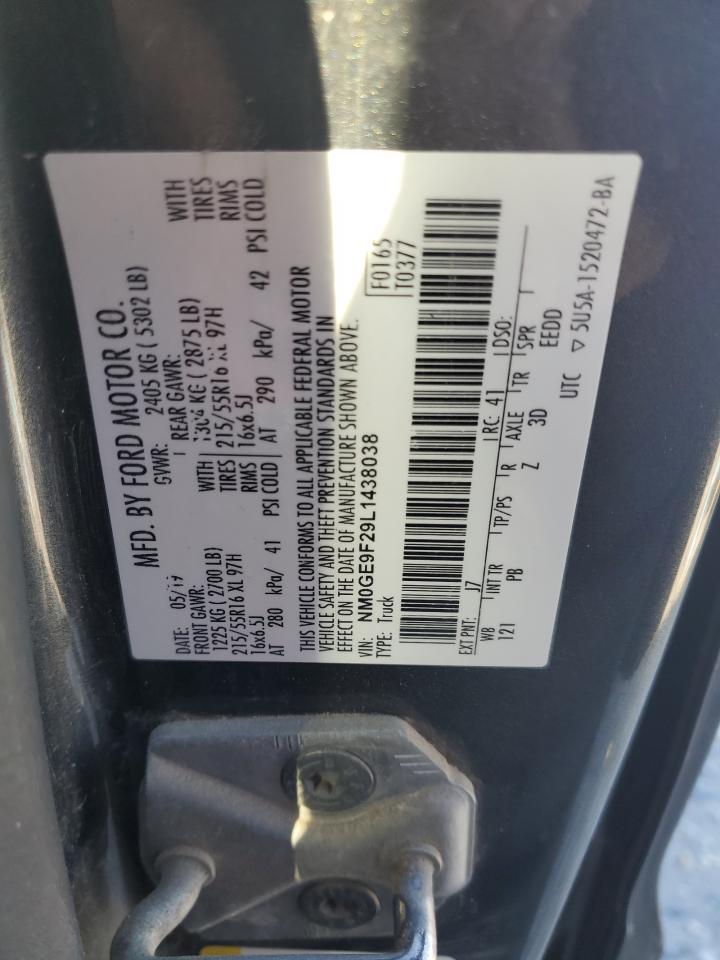 MFD. BY FORD MOTOR CO.
DATE: 05/19 GVWR: 2405 KG ( 5302 LB)
FRONT GAWR: REAR GAWR:
1225 KG ( 2700 LB) WITH 1304 KG ( 2875 LB) WITH
215/55R16 XL 97H TIRES 215/55R16 XL 97H TIRES
16x6.5J RIMS 16x6.5J RIMS
AT 280 kPa/ 41 PSI COLD AT 290 kPa/ 42 PSI COLD
THIS VEHICLE CONFORMS TO ALL APPLICABLE FEDERAL MOTOR
VEHICLE SAFETY AND THEFT PREVENTION STANDARDS IN
EFFECT ON THE DATE OF MANUFACTURE SHOWN ABOVE.
VIN: NM0GE9F29L1438038 F0165
TYPE: Truck T0377
EXT PNT: J7 RC: 41 DSO:
WB INT TR TP/PS R AXLE TR SPR
121 PB Z 3D EEDD
UTC ▽ 5U5A-1520472-BA